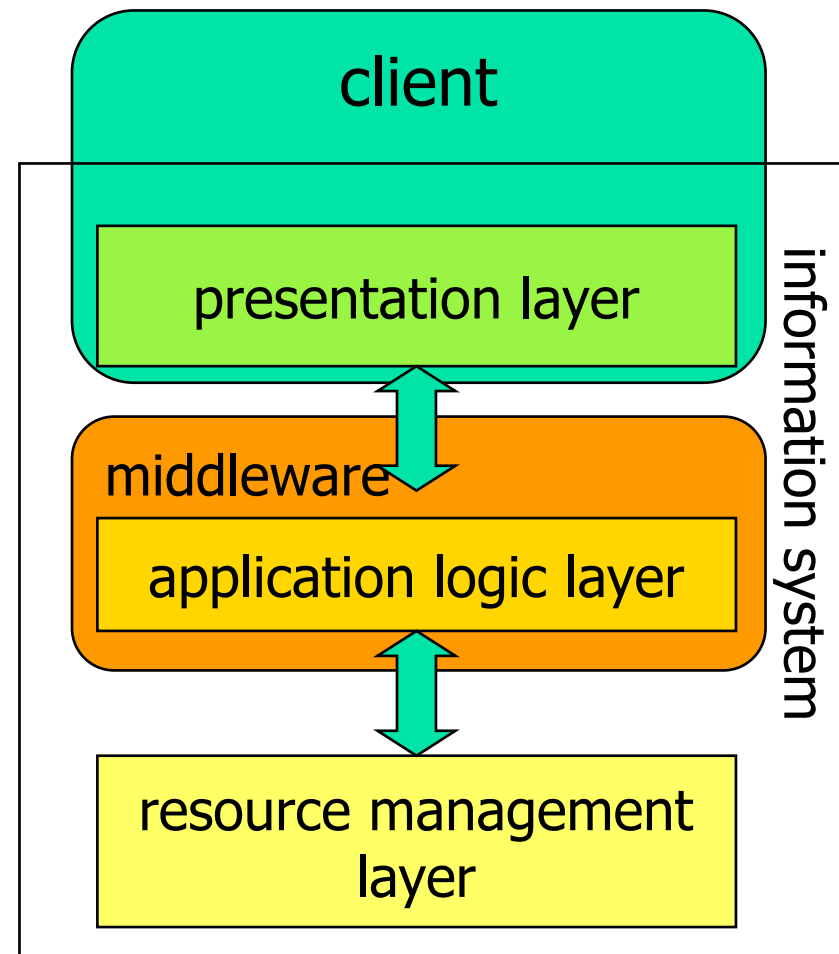 client
presentation layer
information system
middleware
application logic layer
resource management
layer